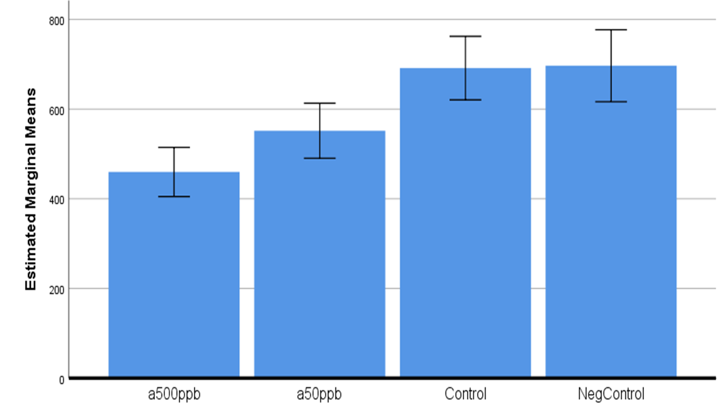 Estimated Marginal Means
800
600
400
200
0
a500ppb
a50ppb
Control
NegControl